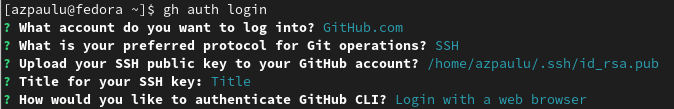 [azpaulu@fedora ~]$ gh auth login
? What account do you want to log into? GitHub.com
? What is your preferred protocol for Git operations? SSH
? Upload your SSH public key to your GitHub account? /home/azpaulu/.ssh/id_rsa.pub
? Title for your SSH key: Title
? How would you like to authenticate GitHub CLI? Login with a web browser